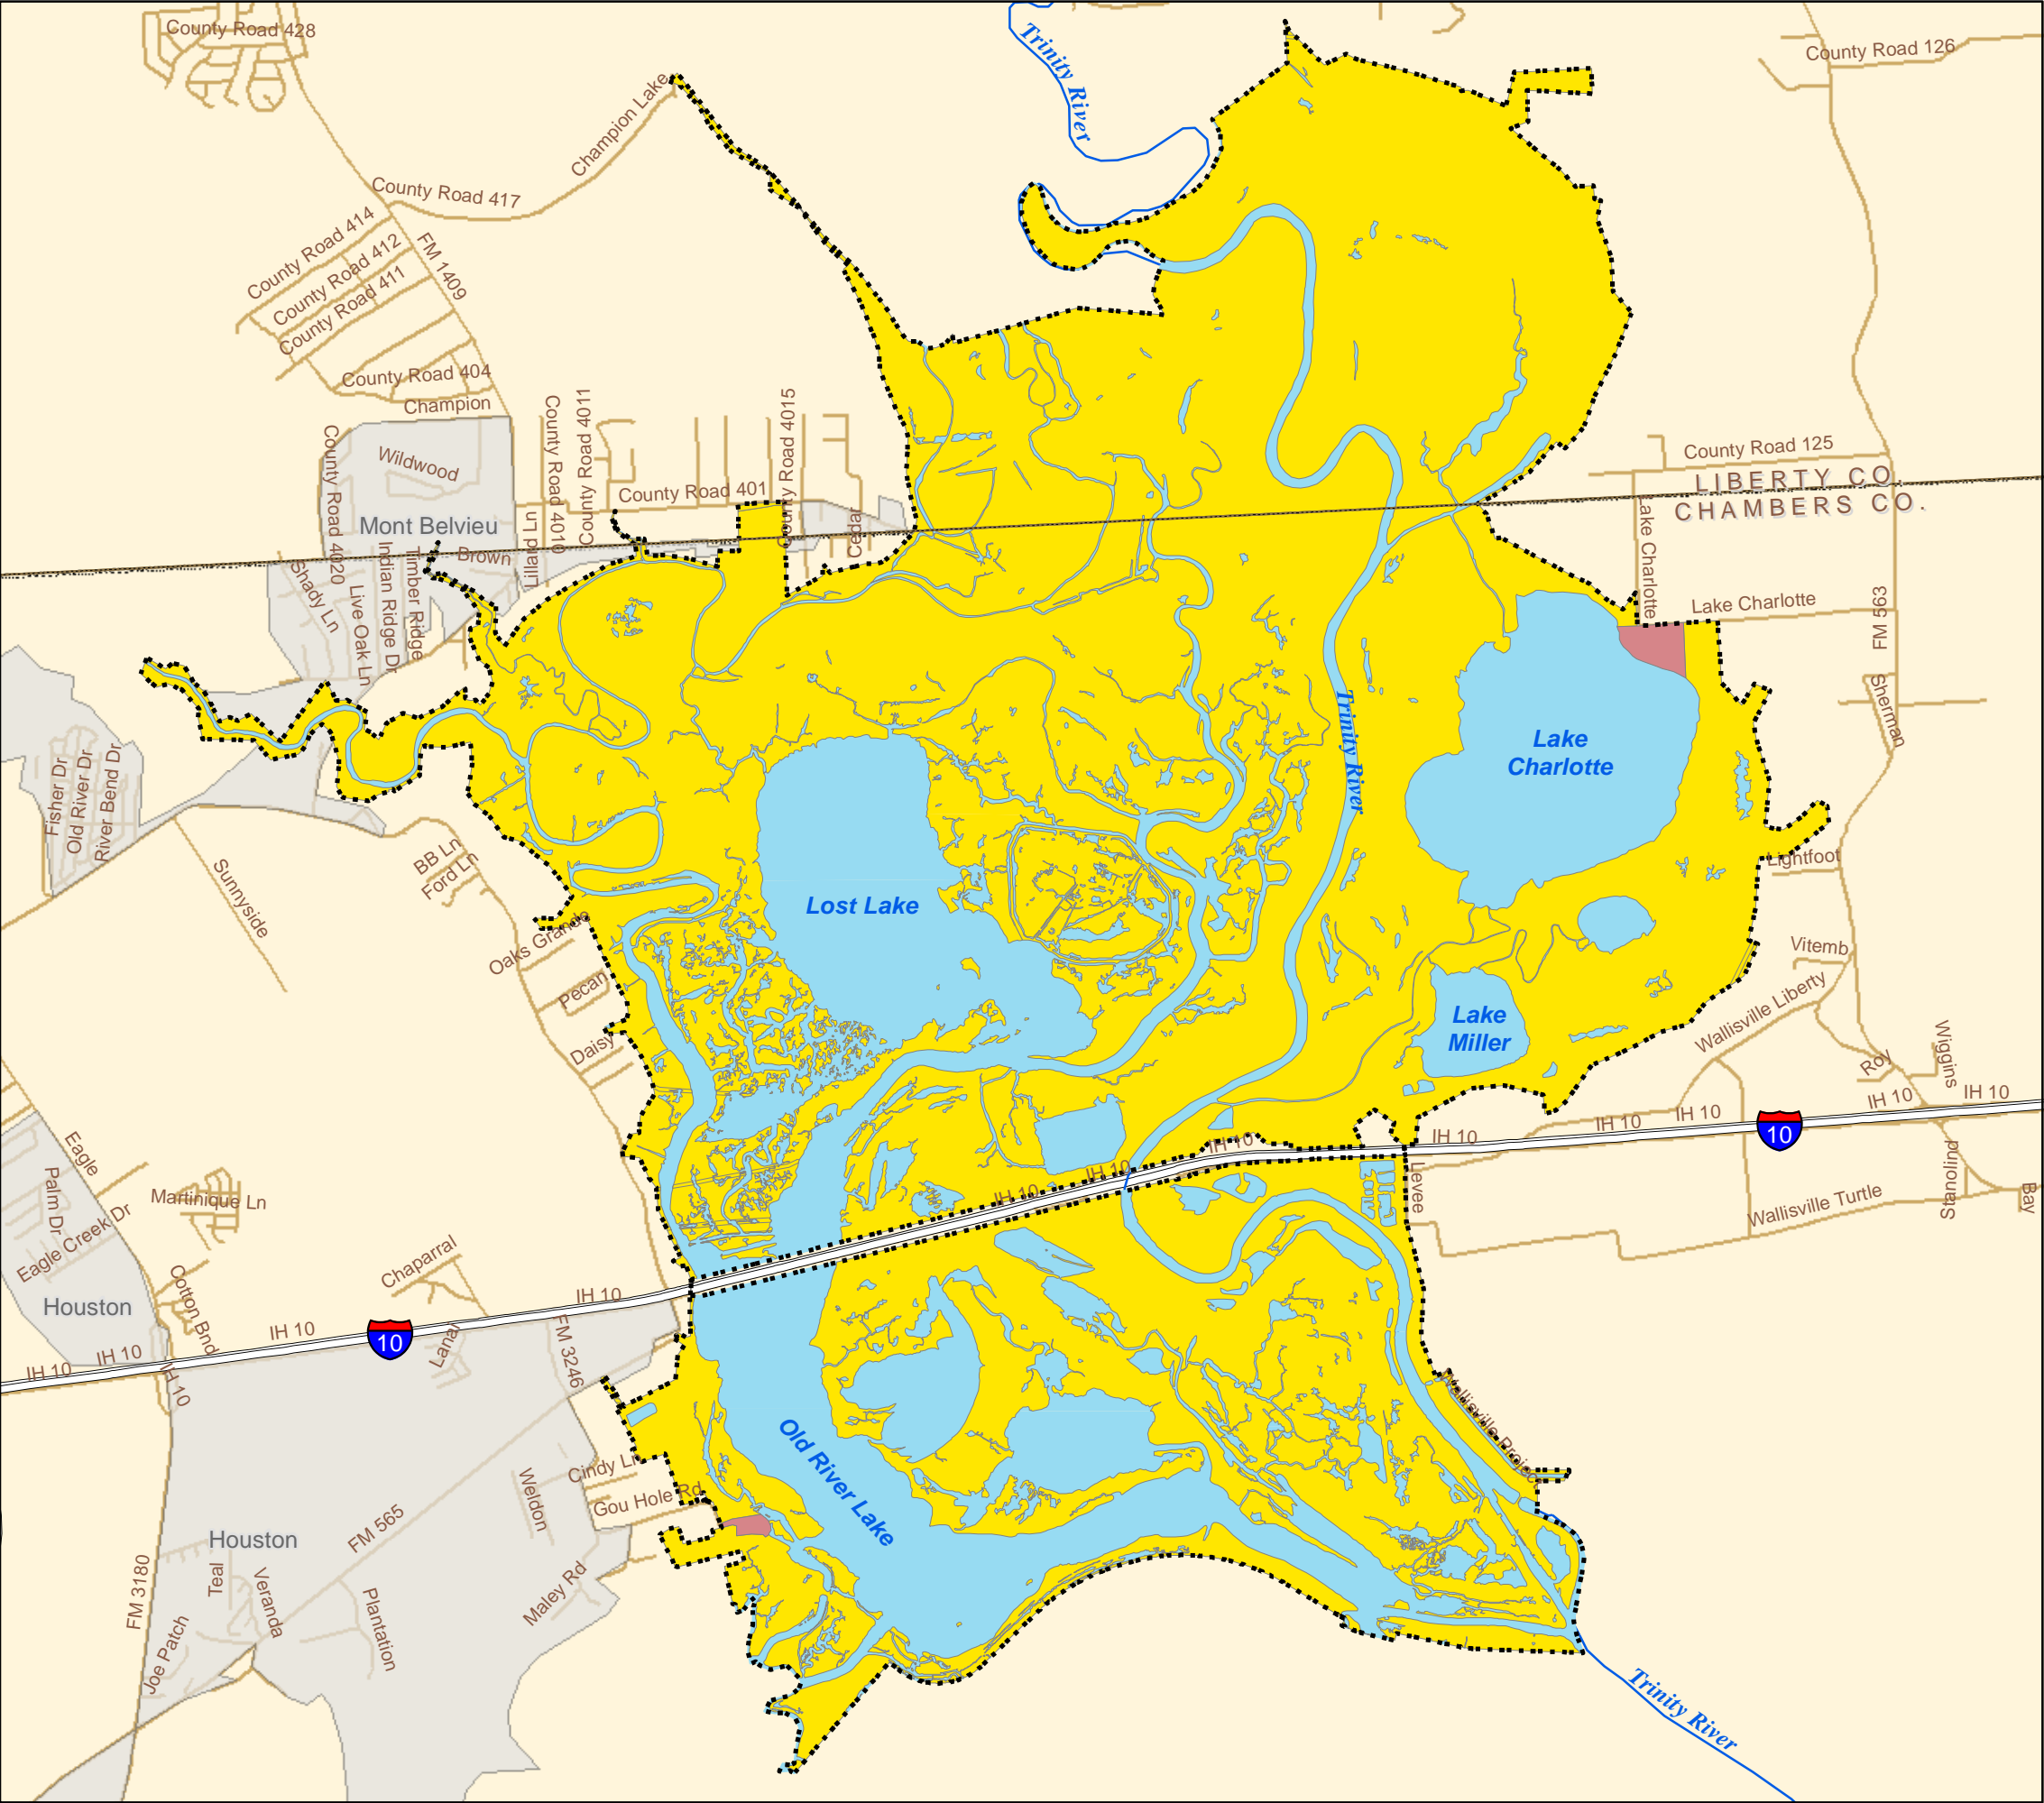 County Road 428
Trinity River
County Road 126
Champion Lake
County Road 417
County Road 414
County Road 412
County Road 411
FM 1409
County Road 404
Champion
County Road 4020
Wildwood
County Road 4010
County Road 4011
County Road 401
County Road 4015
Cedar
County Road 125
LIBERTY CO.
CHAMBERS CO.
Mont Belvieu
Brown
Lilled Ln
Shady Ln
Live Oak Ln
Indian Ridge Dr
Timber Ridge
Lake Charlotte
Lake Charlotte
FM 563
Sherman
Trinity River
Lake
Charlotte
Fisher Dr
Old River Dr
River Bend Dr
BB Ln
Ford Ln
Sunnyside
Lost Lake
Lightfoot
Oaks Grande
Pecan
Vitemb
Wallisville Liberty
Lake
Miller
Daisy
Roy
Wiggins
IH 10
IH 10
IH 10
IH 10
IH 10
10
IH 10
IH 10
IH 10
Eagle
Palm Dr
Eagle Creek Dr
Martinique Ln
Levee
Wallisville Turtle
Stanolind
Bay
Chaparral
Cotton Bnd
Houston
IH 10
IH 10
IH 10
IH 10
IH 10
10
Lanai
FM 3246
Wallisville Projec
Old River Lake
Cindy Ln
Gou Hole Rd
Weldon
FM 565
Houston
FM 3180
Teal
Veranda
Joe Patch
Plantation
Maley Rd
Trinity River